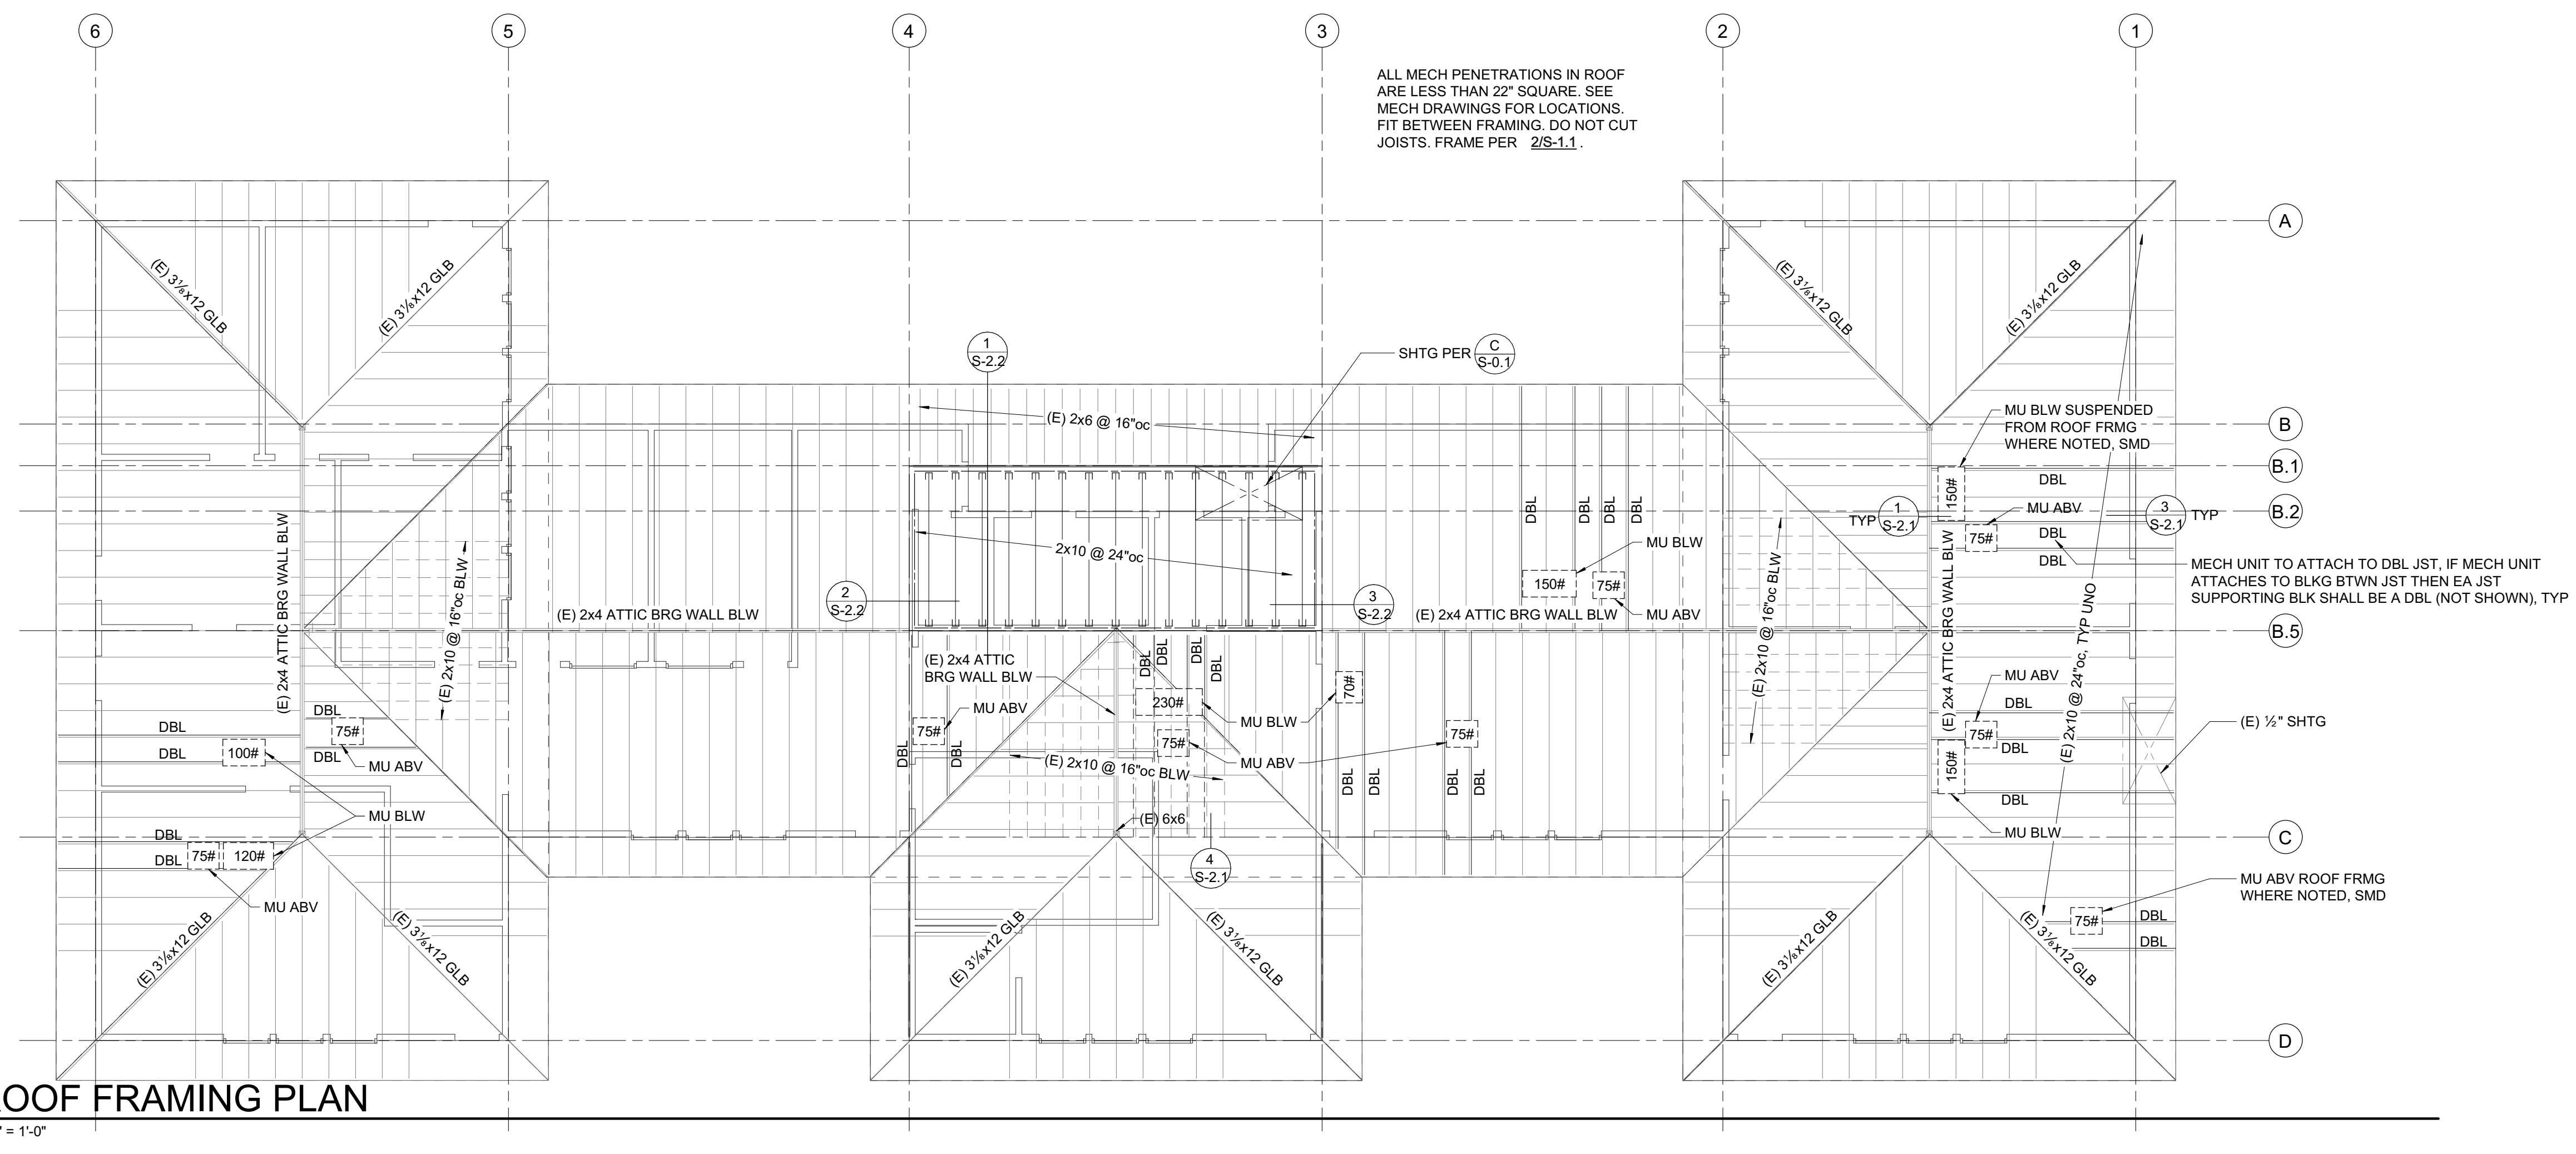 6
5
4
3
2
1
ALL MECH PENETRATIONS IN ROOF
ARE LESS THAN 22" SQUARE. SEE
MECH DRAWINGS FOR LOCATIONS.
FIT BETWEEN FRAMING. DO NOT CUT
JOISTS. FRAME PER 2/S-1.1 .
A
(E) 3⅛x12 GLB
(E) 3⅛x12 GLB
(E) 3⅛x12 GLB
(E) 3⅛x12 GLB
1
S-2.2
SHTG PER
C
S-0.1
(E) 2x6 @ 16"oc
MU BLW SUSPENDED
FROM ROOF FRMG
WHERE NOTED, SMD
B
B.1
150#
DBL
MU ABV
75#
DBL
DBL
TYP
1
S-2.1
3
S-2.1
TYP
B.2
DBL
DBL
DBL
DBL
2x10 @ 24"oc
MU BLW
150#
75#
MU ABV
MECH UNIT TO ATTACH TO DBL JST, IF MECH UNIT
ATTACHES TO BLKG BTWN JST THEN EA JST
SUPPORTING BLK SHALL BE A DBL (NOT SHOWN), TYP
2
S-2.2
3
S-2.2
(E) 2x4 ATTIC BRG WALL BLW
(E) 2x10 @ 16"oc BLW
(E) 2x4 ATTIC BRG WALL BLW
(E) 2x4 ATTIC BRG WALL BLW
(E) 2x10 @ 16"oc BLW
(E) 2x4 ATTIC BRG WALL BLW
(E) 2x10 @ 24"oc, TYP UNO
B.5
(E) 2x4 ATTIC
BRG WALL BLW
DBL
DBL
DBL
DBL
70#
230#
MU BLW
MU ABV
75#
DBL
DBL
75#
MU ABV
75#
(E) 2x10 @ 16"oc BLW
DBL
DBL
DBL
DBL
MU ABV
DBL
75#
DBL
150#
DBL
MU BLW
(E) ½" SHTG
DBL
75#
DBL
MU ABV
DBL
DBL
100#
MU BLW
(E) 6x6
C
DBL
DBL
75#
120#
MU ABV
4
S-2.1
MU ABV ROOF FRMG
WHERE NOTED, SMD
75#
DBL
DBL
(E) 3⅛x12 GLB
(E) 3⅛x12 GLB
(E) 3⅛x12 GLB
(E) 3⅛x12 GLB
(E) 3⅛x12 GLB
(E) 3⅛x12 GLB
D
OOF FRAMING PLAN
" = 1'-0"